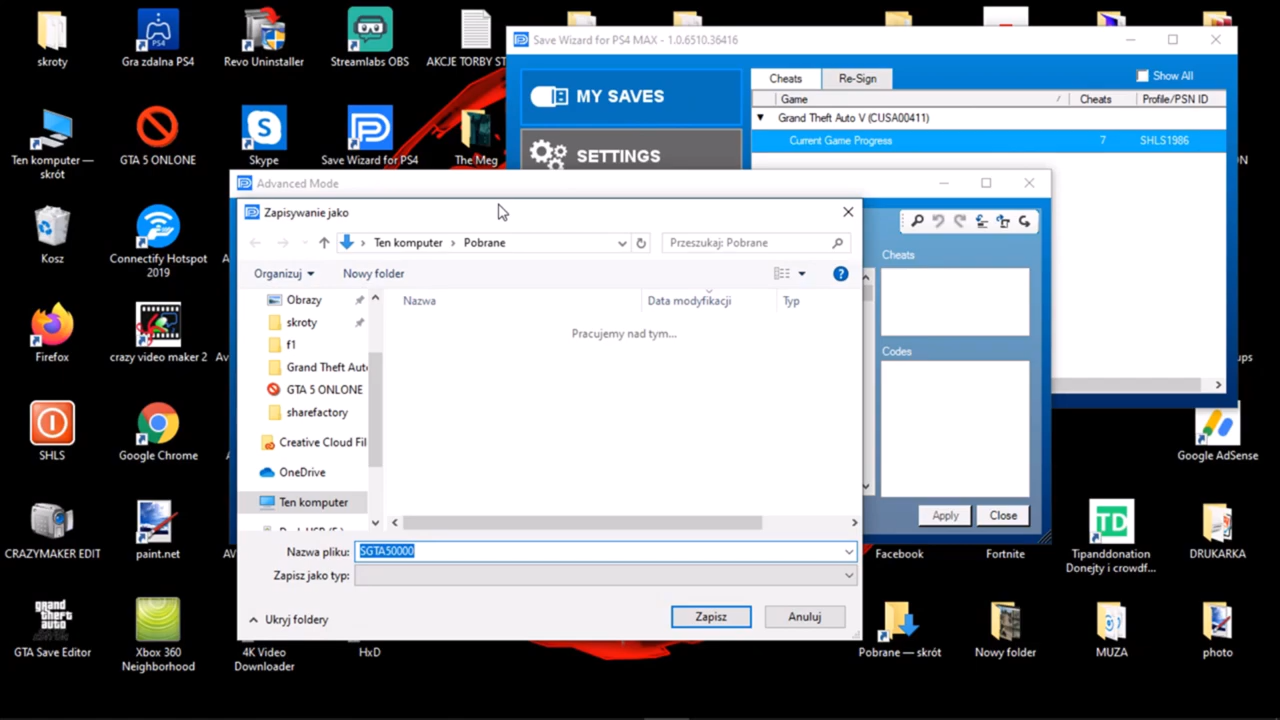 skroty
Gra zdalna PS4
Revo Uninstaller
Streamlabs OBS
AKCJE TORBY ST
Save Wizard for PS4 MAX - 1.0.6510.36416
MY SAVES
SETTINGS
Cheats
Re-Sign
Show All
Game
Cheats
Profile/PSN ID
Grand Theft Auto V (CUSA00411)
Current Game Progress
7
SHLS1986
Ten komputer —
skrót
GTA 5 ONLONE
Skype
Save Wizard for PS4
The Meg
Advanced Mode
Zapisywanie jako
Ten komputer
Pobrane
Przeszukaj: Pobrane
Organizuj
Nowy folder
Nazwa
Data modyfikacji
Typ
Pracujemy nad tym...
Obrazy
skroty
f1
Grand Theft Auto
GTA 5 ONLONE
sharefactory
Creative Cloud Fil
OneDrive
Ten komputer
Nazwa pliku:
SGTA50000
Zapisz jako typ:
Ukryj foldery
Zapisz
Anuluj
Cheats
Codes
Apply
Close
Kosz
Connectify Hotspot
2019
Firefox
crazy video maker 2
SHLS
Google Chrome
CRAZYMAKER EDIT
paint.net
GTA Save Editor
Xbox 360
Neighborhood
4K Video
Downloader
HxD
Google AdSense
Facebook
Fortnite
TD
Tipanddonation
Donejty i crowdf...
DRUKARKA
Pobrane — skrót
Nowy folder
MUZA
photo